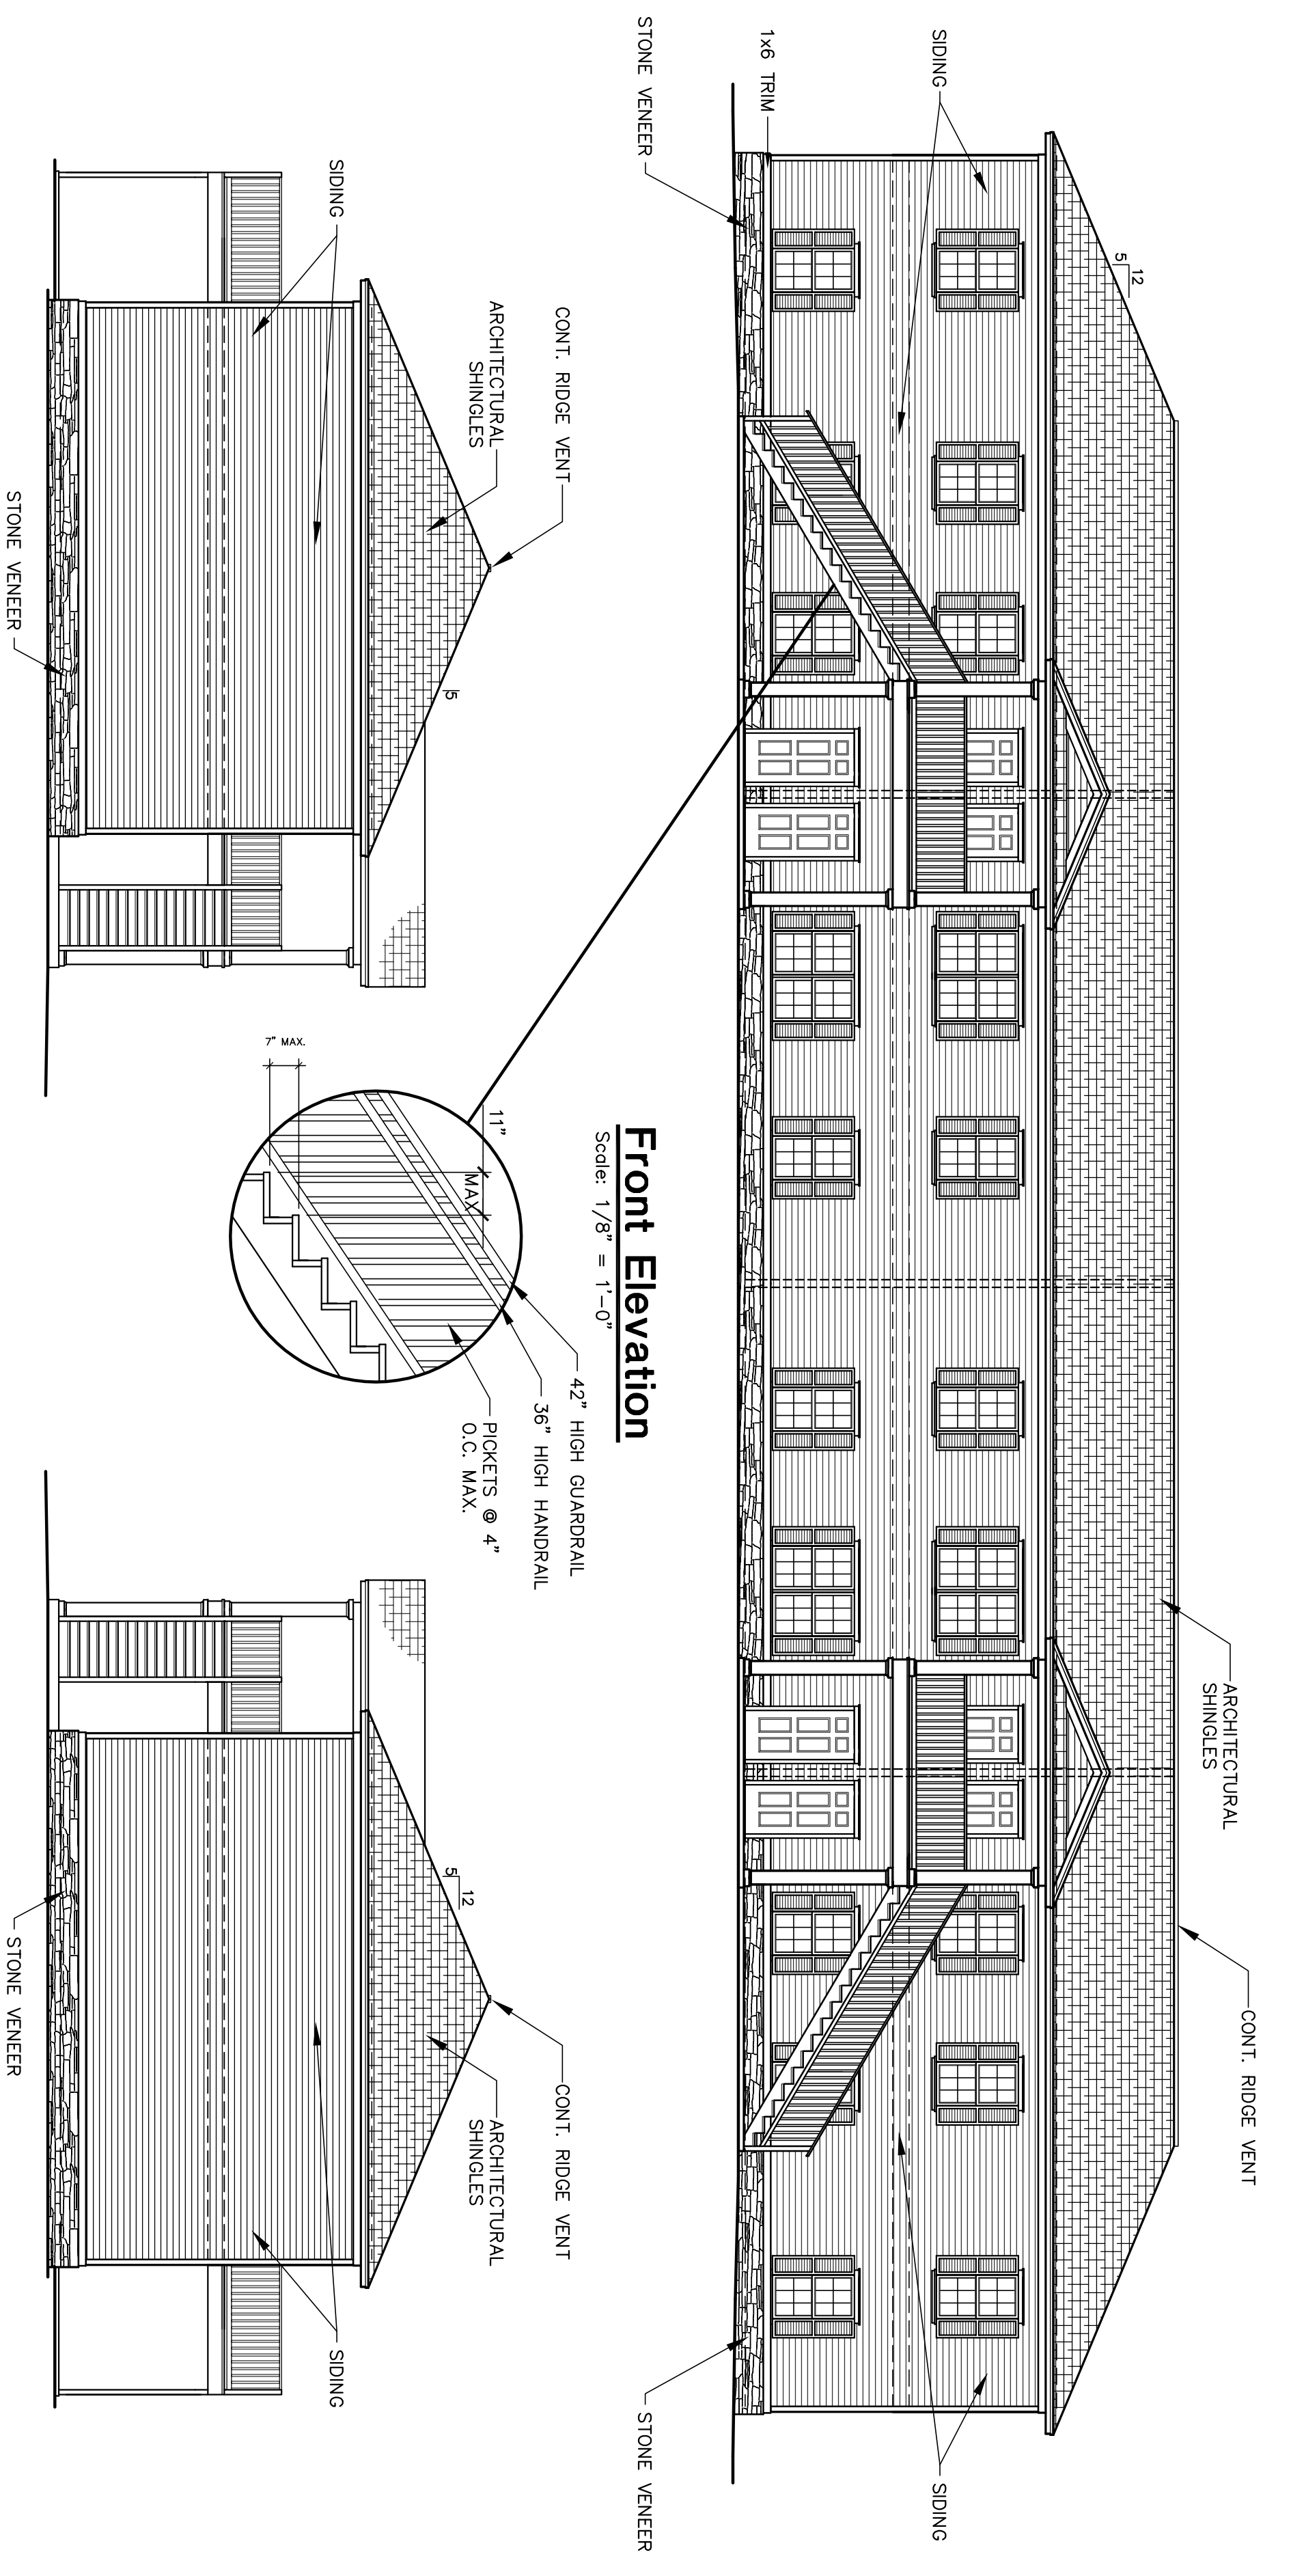 CONT. RIDGE VENT
ARCHITECTURAL
SHINGLES
12
5
SIDING
1x6 TRIM
STONE VENEER
SIDING
STONE VENEER
Front Elevation
Scale: 1/8" = 1'-0"
CONT. RIDGE VENT
ARCHITECTURAL
SHINGLES
5
SIDING
STONE VENEER
11"
MAX
7" MAX.
42" HIGH GUARDRAIL
36" HIGH HANDRAIL
PICKETS @ 4"
O.C. MAX.
CONT. RIDGE VENT
ARCHITECTURAL
SHINGLES
12
5
SIDING
STONE VENEER